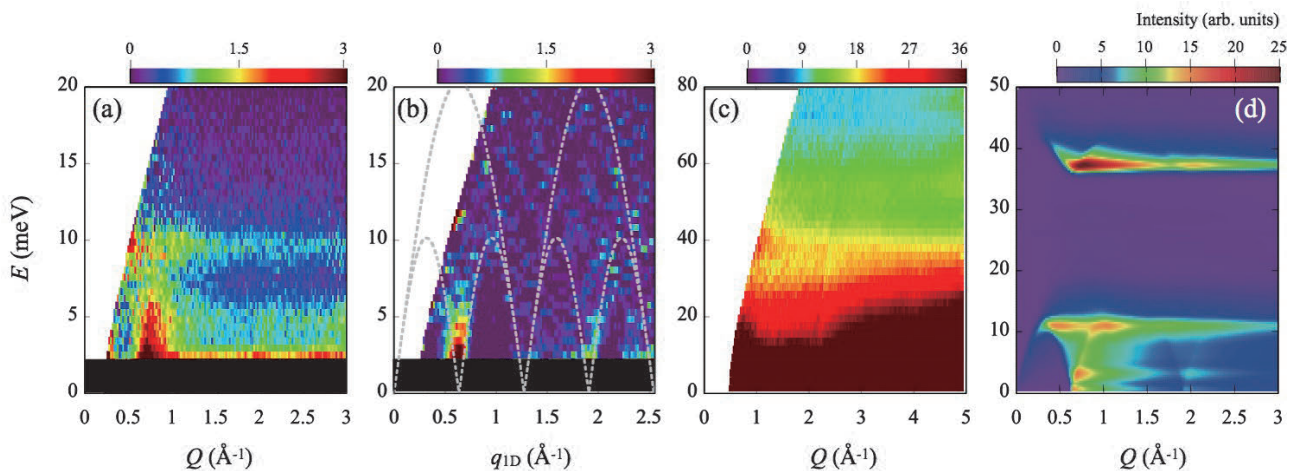 Intensity (arb. units)
0 1.5 3
0 1.5 3
0 9 18 27 36
0 5 10 15 20 25
(a) (b) (c) (d)
20 15 10 5 0
20 15 10 5 0
80 60 40 20 0
50 40 30 20 10 0
E (meV)
0 0.5 1 1.5 2 2.5 3
0 0.5 1 1.5 2 2.5
0 1 2 3 4 5
0 0.5 1 1.5 2 2.5 3
Q (Å⁻¹) q1D (Å⁻¹) Q (Å⁻¹) Q (Å⁻¹)